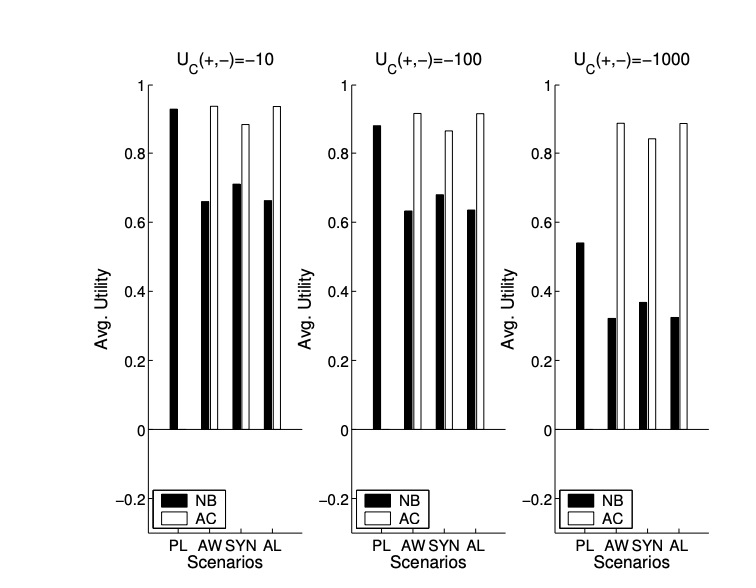 U_C(+,−)=−10
1
0.8
0.6
0.4
0.2
0
−0.2
Avg. Utility
NB
AC
PL AW SYN AL
Scenarios
U_C(+,−)=−100
1
0.8
0.6
0.4
0.2
0
−0.2
Avg. Utility
NB
AC
PL AW SYN AL
Scenarios
U_C(+,−)=−1000
1
0.8
0.6
0.4
0.2
0
−0.2
Avg. Utility
NB
AC
PL AW SYN AL
Scenarios